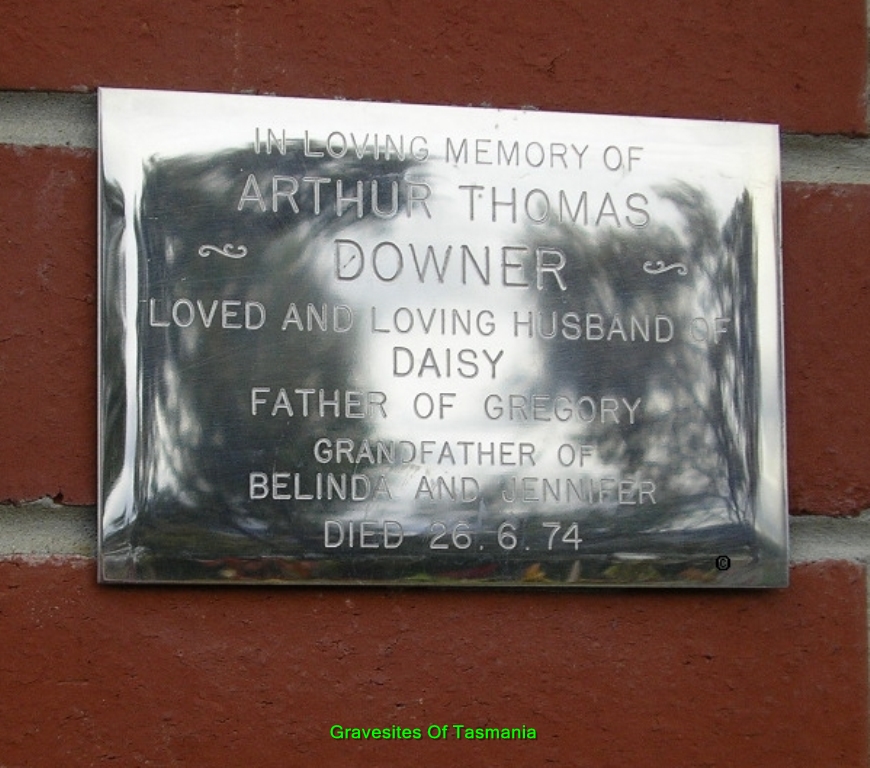 IN LOVING MEMORY OF
ARTHUR THOMAS
DOWNER
LOVED AND LOVING HUSBAND OF
DAISY
FATHER OF GREGORY
GRANDFATHER OF
BELINDA AND JENNIFER
DIED 26.6.74
©
Gravesites Of Tasmania